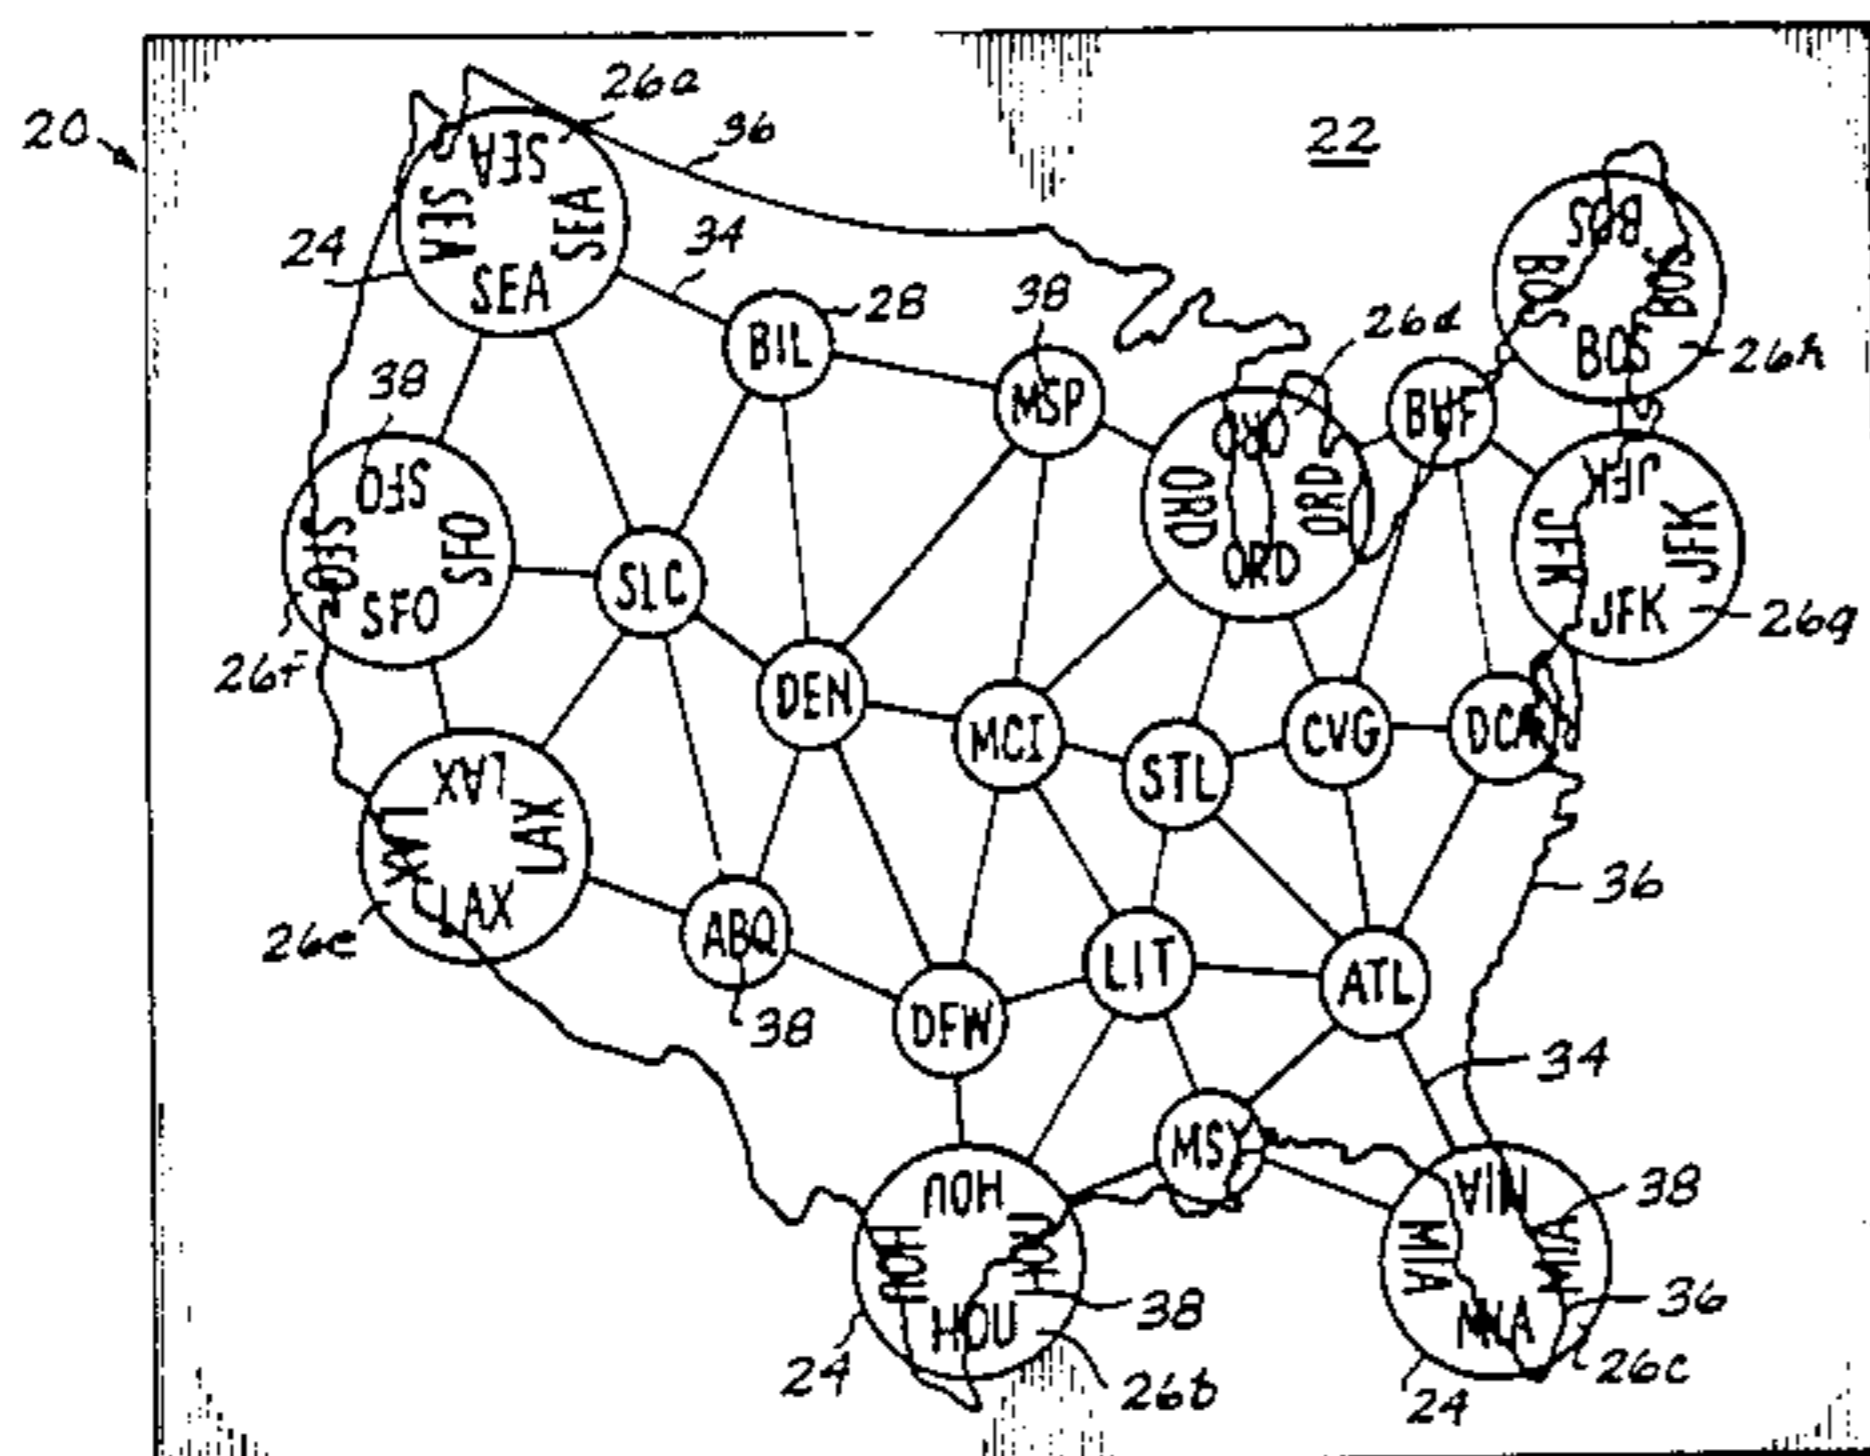 20
26a
36
22
SEA
SEA
SEA
SEA
24
34
38
28
BIL
MSP
26d
BOS
BOS
BOS
BOS
26h
38
BUF
ORD
ORD
ORD
ORD
SFO
SFO
SFO
SFO
26f
SLC
JFK
JFK
JFK
JFK
26g
DEN
MCI
STL
CVG
DCA
LAX
LAX
LAX
LAX
26e
ABQ
38
DFW
LIT
ATL
36
34
MSY
HOU
HOU
HOU
HOU
38
24
26b
MIA
MIA
MIA
MIA
38
36
26c
24